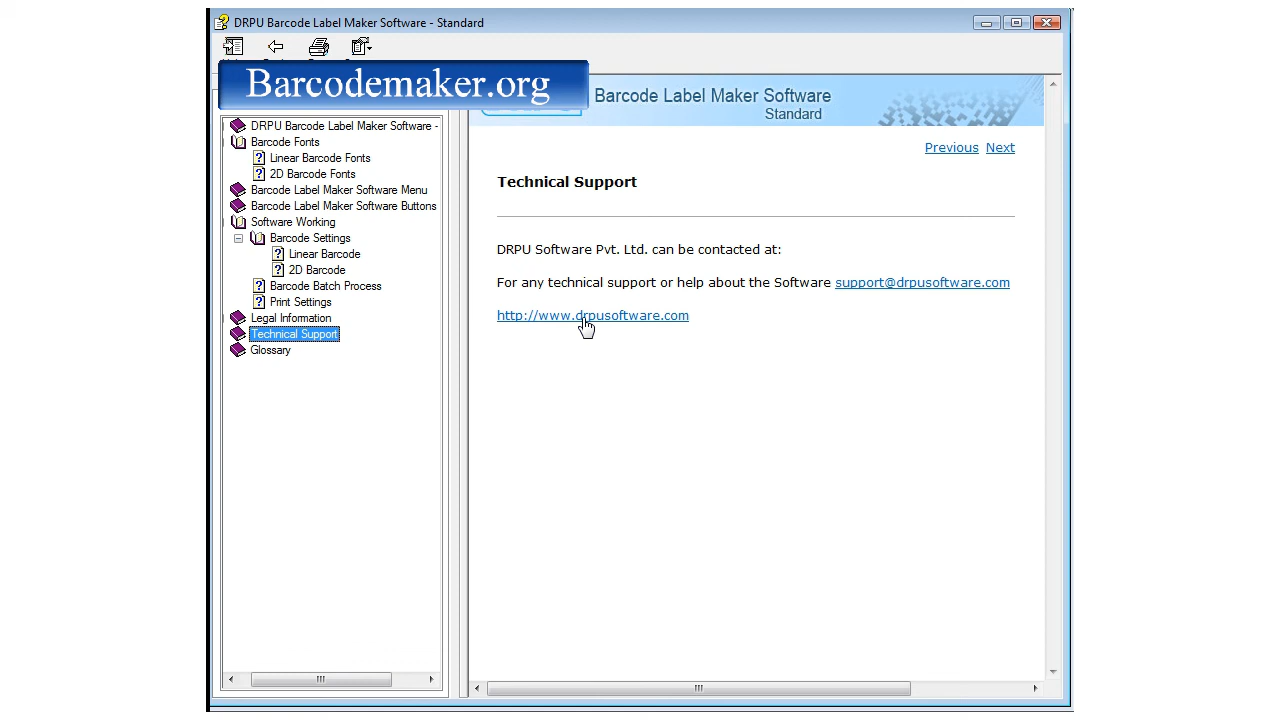 DRPU Barcode Label Maker Software - Standard
Barcodemaker.org
Barcode Label Maker Software
Standard
DRPU Barcode Label Maker Software -
Barcode Fonts
Linear Barcode Fonts
2D Barcode Fonts
Barcode Label Maker Software Menu
Barcode Label Maker Software Buttons
Software Working
Barcode Settings
Linear Barcode
2D Barcode
Barcode Batch Process
Print Settings
Legal Information
Technical Support
Glossary
Previous Next
Technical Support
DRPU Software Pvt. Ltd. can be contacted at:
For any technical support or help about the Software support@drpusoftware.com
http://www.drpusoftware.com